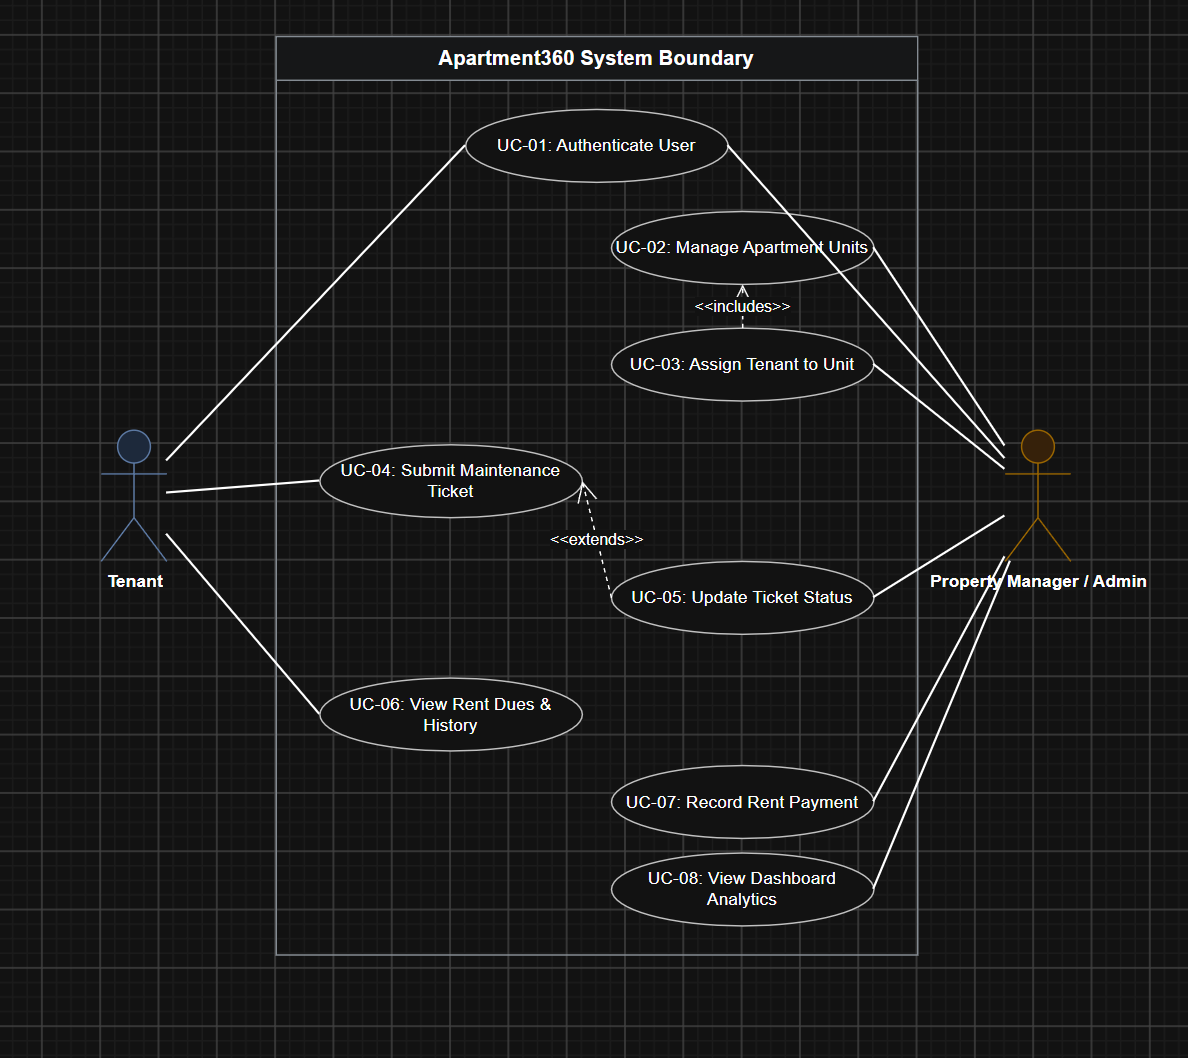 Apartment360 System Boundary
UC-01: Authenticate User
UC-02: Manage Apartment Units
<<includes>>
UC-03: Assign Tenant to Unit
UC-04: Submit Maintenance
Ticket
<<extends>>
Tenant
Property Manager / Admin
UC-05: Update Ticket Status
UC-06: View Rent Dues &
History
UC-07: Record Rent Payment
UC-08: View Dashboard
Analytics